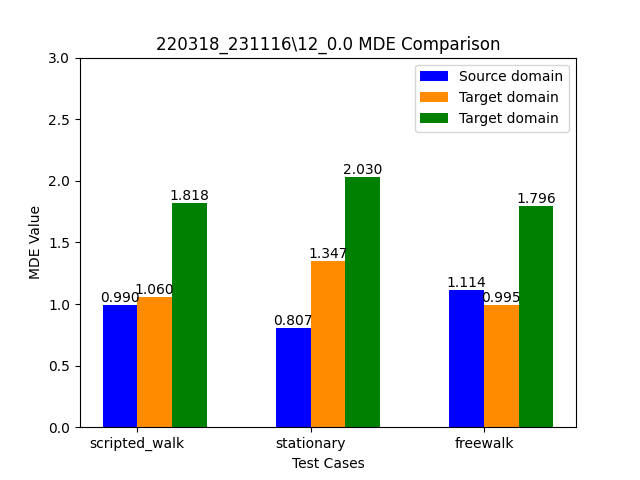 220318_231116\12_0.0 MDE Comparison
Source domain
Target domain
Target domain
MDE Value
3.0
2.5
2.0
1.5
1.0
0.5
0.0
0.990
1.060
1.818
0.807
1.347
2.030
1.114
0.995
1.796
scripted_walk
stationary
freewalk
Test Cases